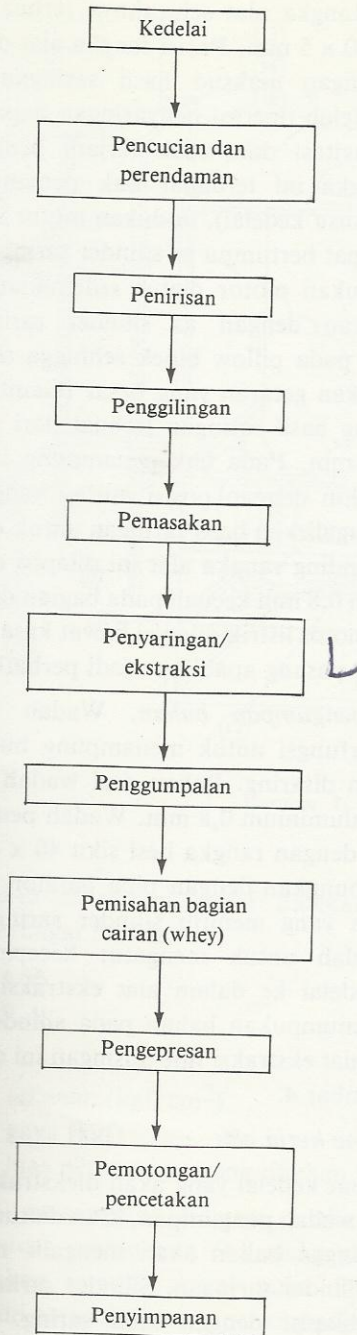 Kedelai
Pencucian dan
perendaman
Penirisan
Penggilingan
Pemasakan
Penyaringan/
ekstraksi
Penggumpalan
Pemisahan bagian
cairan (whey)
Pengepresan
Pemotongan/
pencetakan
Penyimpanan